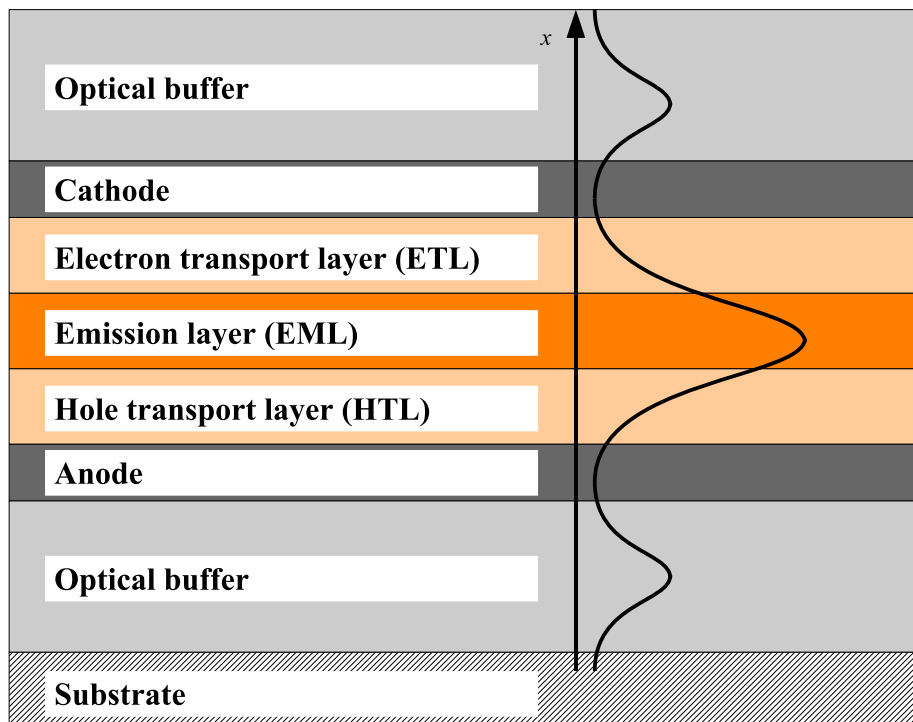 Optical buffer
x
Cathode
Electron transport layer (ETL)
Emission layer (EML)
Hole transport layer (HTL)
Anode
Optical buffer
Substrate